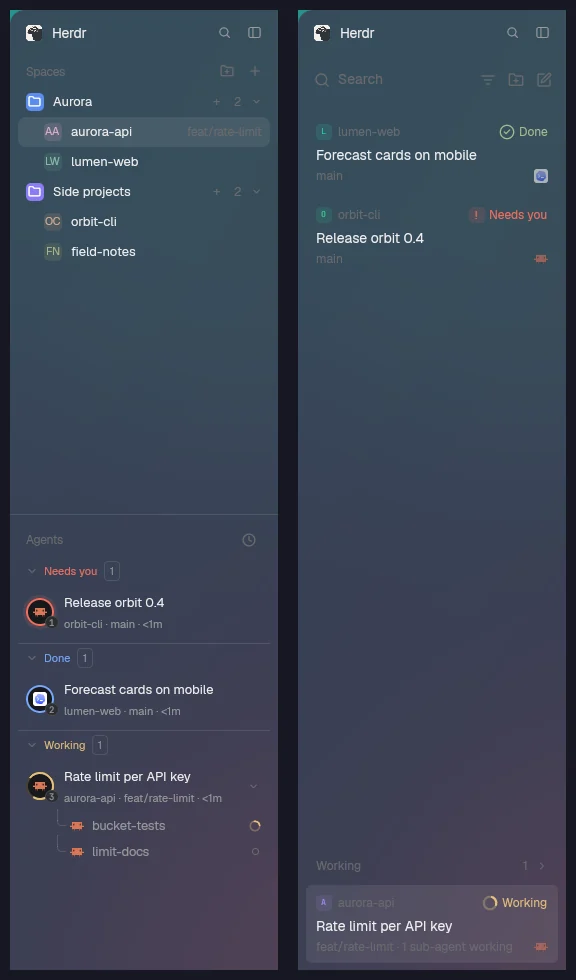 Herdr
Spaces
Aurora + 2
AA aurora-api feat/rate-limit
LW lumen-web
Side projects + 2
OC orbit-cli
FN field-notes
Agents
Needs you 1
Release orbit 0.4
1 orbit-cli · main · <1m
Done 1
Forecast cards on mobile
2 lumen-web · main · <1m
Working 1
Rate limit per API key
3 aurora-api · feat/rate-limit · <1m
bucket-tests
limit-docs
Herdr
Search
L lumen-web Done
Forecast cards on mobile
main
orbit-cli ! Needs you
Release orbit 0.4
main
Working 1
A aurora-api Working
Rate limit per API key
feat/rate-limit · 1 sub-agent working